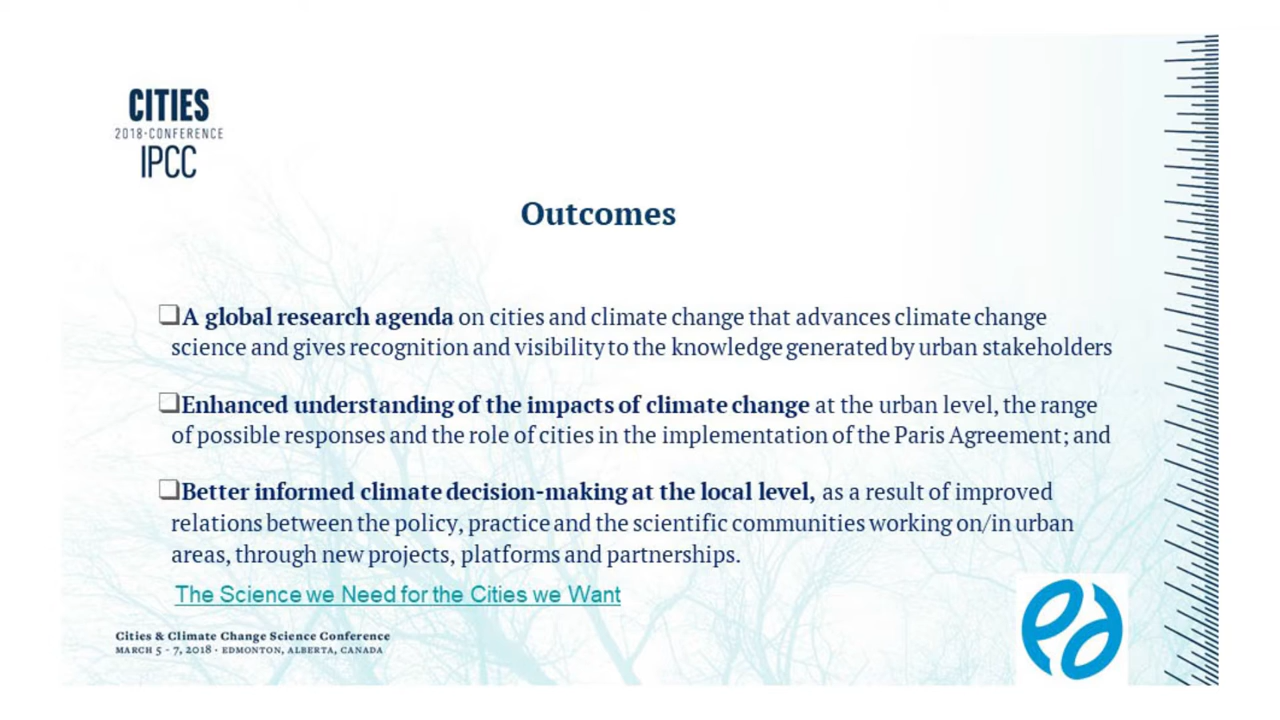 CITIES
2018·CONFERENCE
IPCC
Outcomes
❑A global research agenda on cities and climate change that advances climate change
science and gives recognition and visibility to the knowledge generated by urban stakeholders
❑Enhanced understanding of the impacts of climate change at the urban level, the range
of possible responses and the role of cities in the implementation of the Paris Agreement; and
❑Better informed climate decision-making at the local level, as a result of improved
relations between the policy, practice and the scientific communities working on/in urban
areas, through new projects, platforms and partnerships.
The Science we Need for the Cities we Want
Cities & Climate Change Science Conference
MARCH 5 - 7, 2018 · EDMONTON, ALBERTA, CANADA